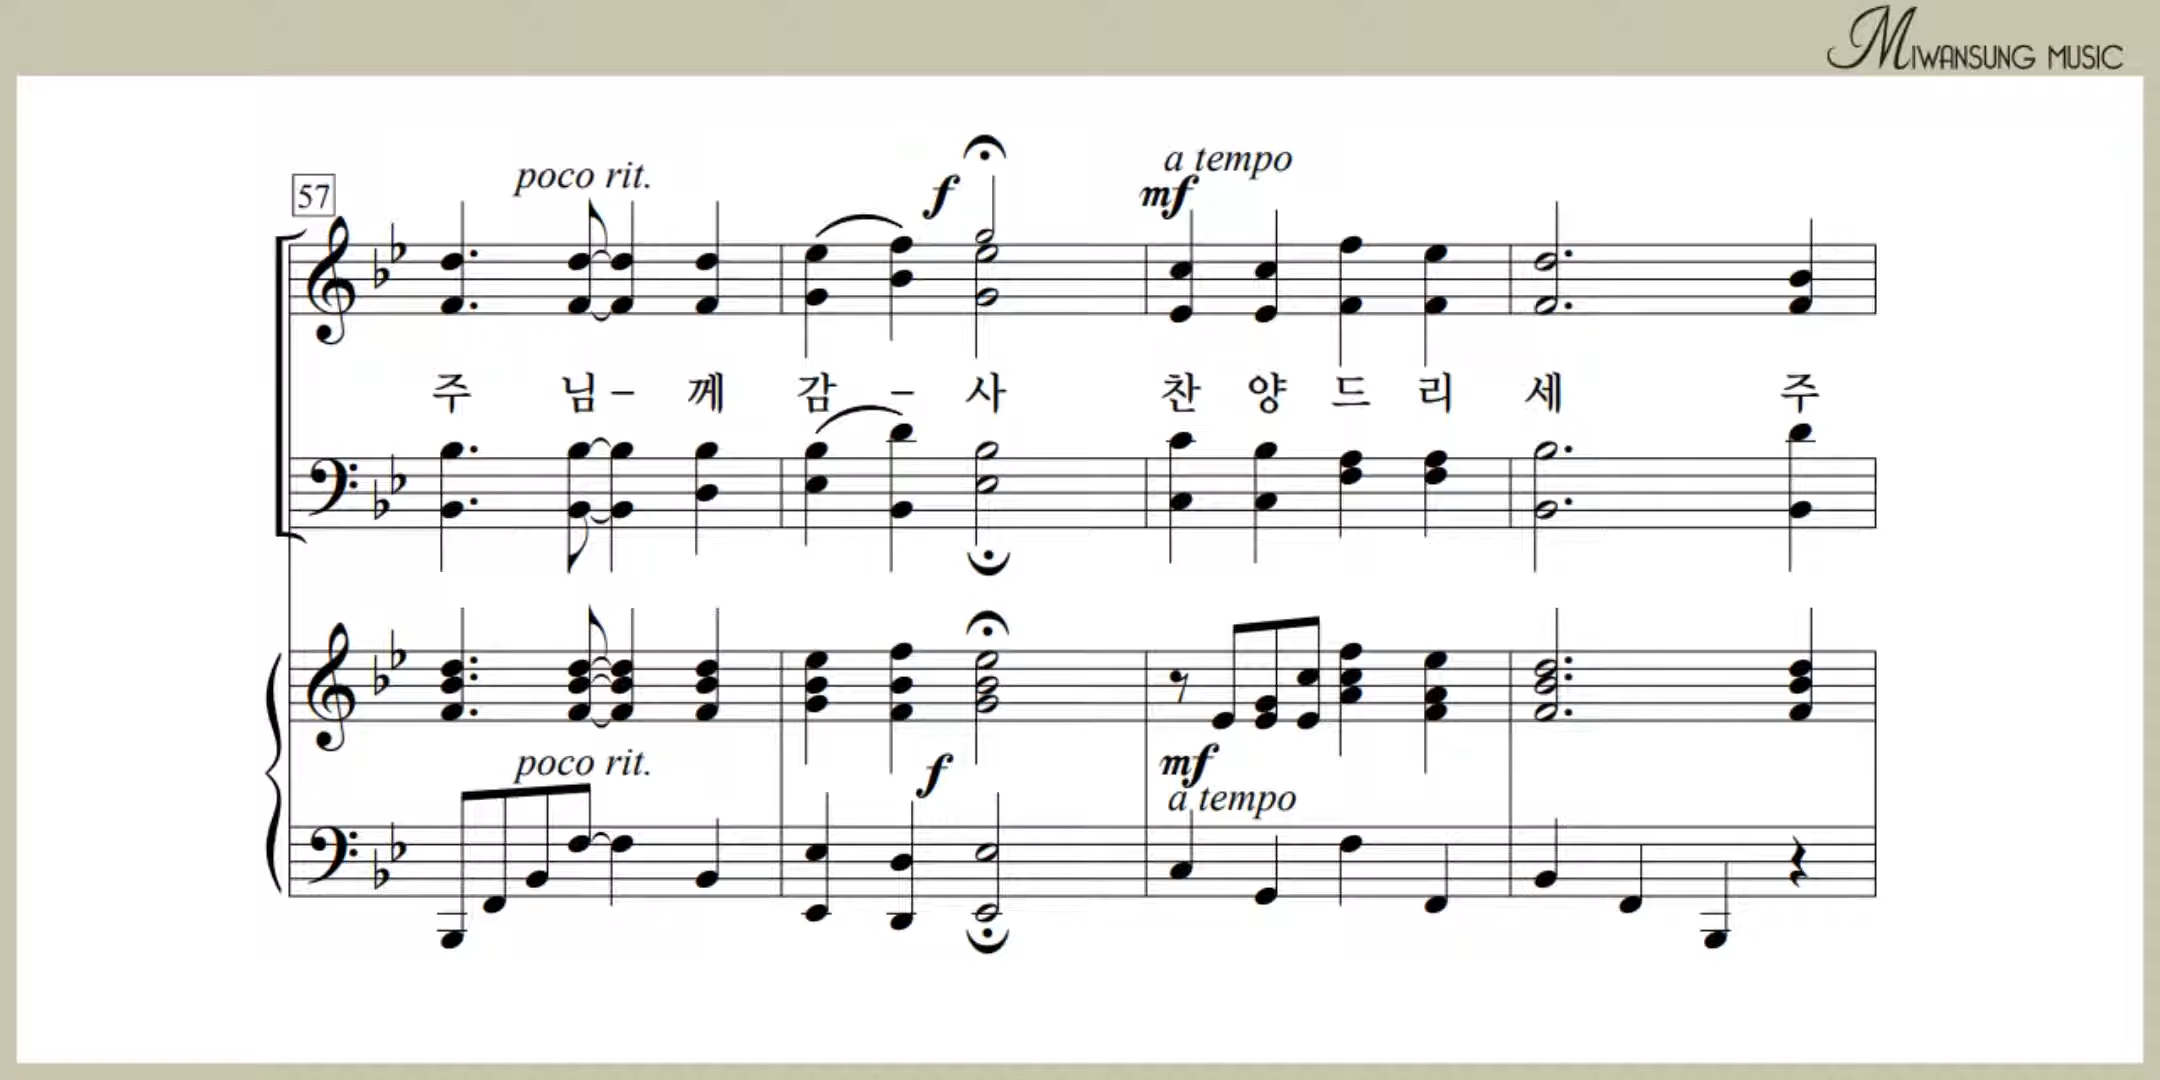 MIWANSUNG MUSIC
a tempo
poco rit.
57
f
mf
주 님 - 께 감 - 사 찬 양 드 리 세 주
poco rit.
f
mf
a tempo